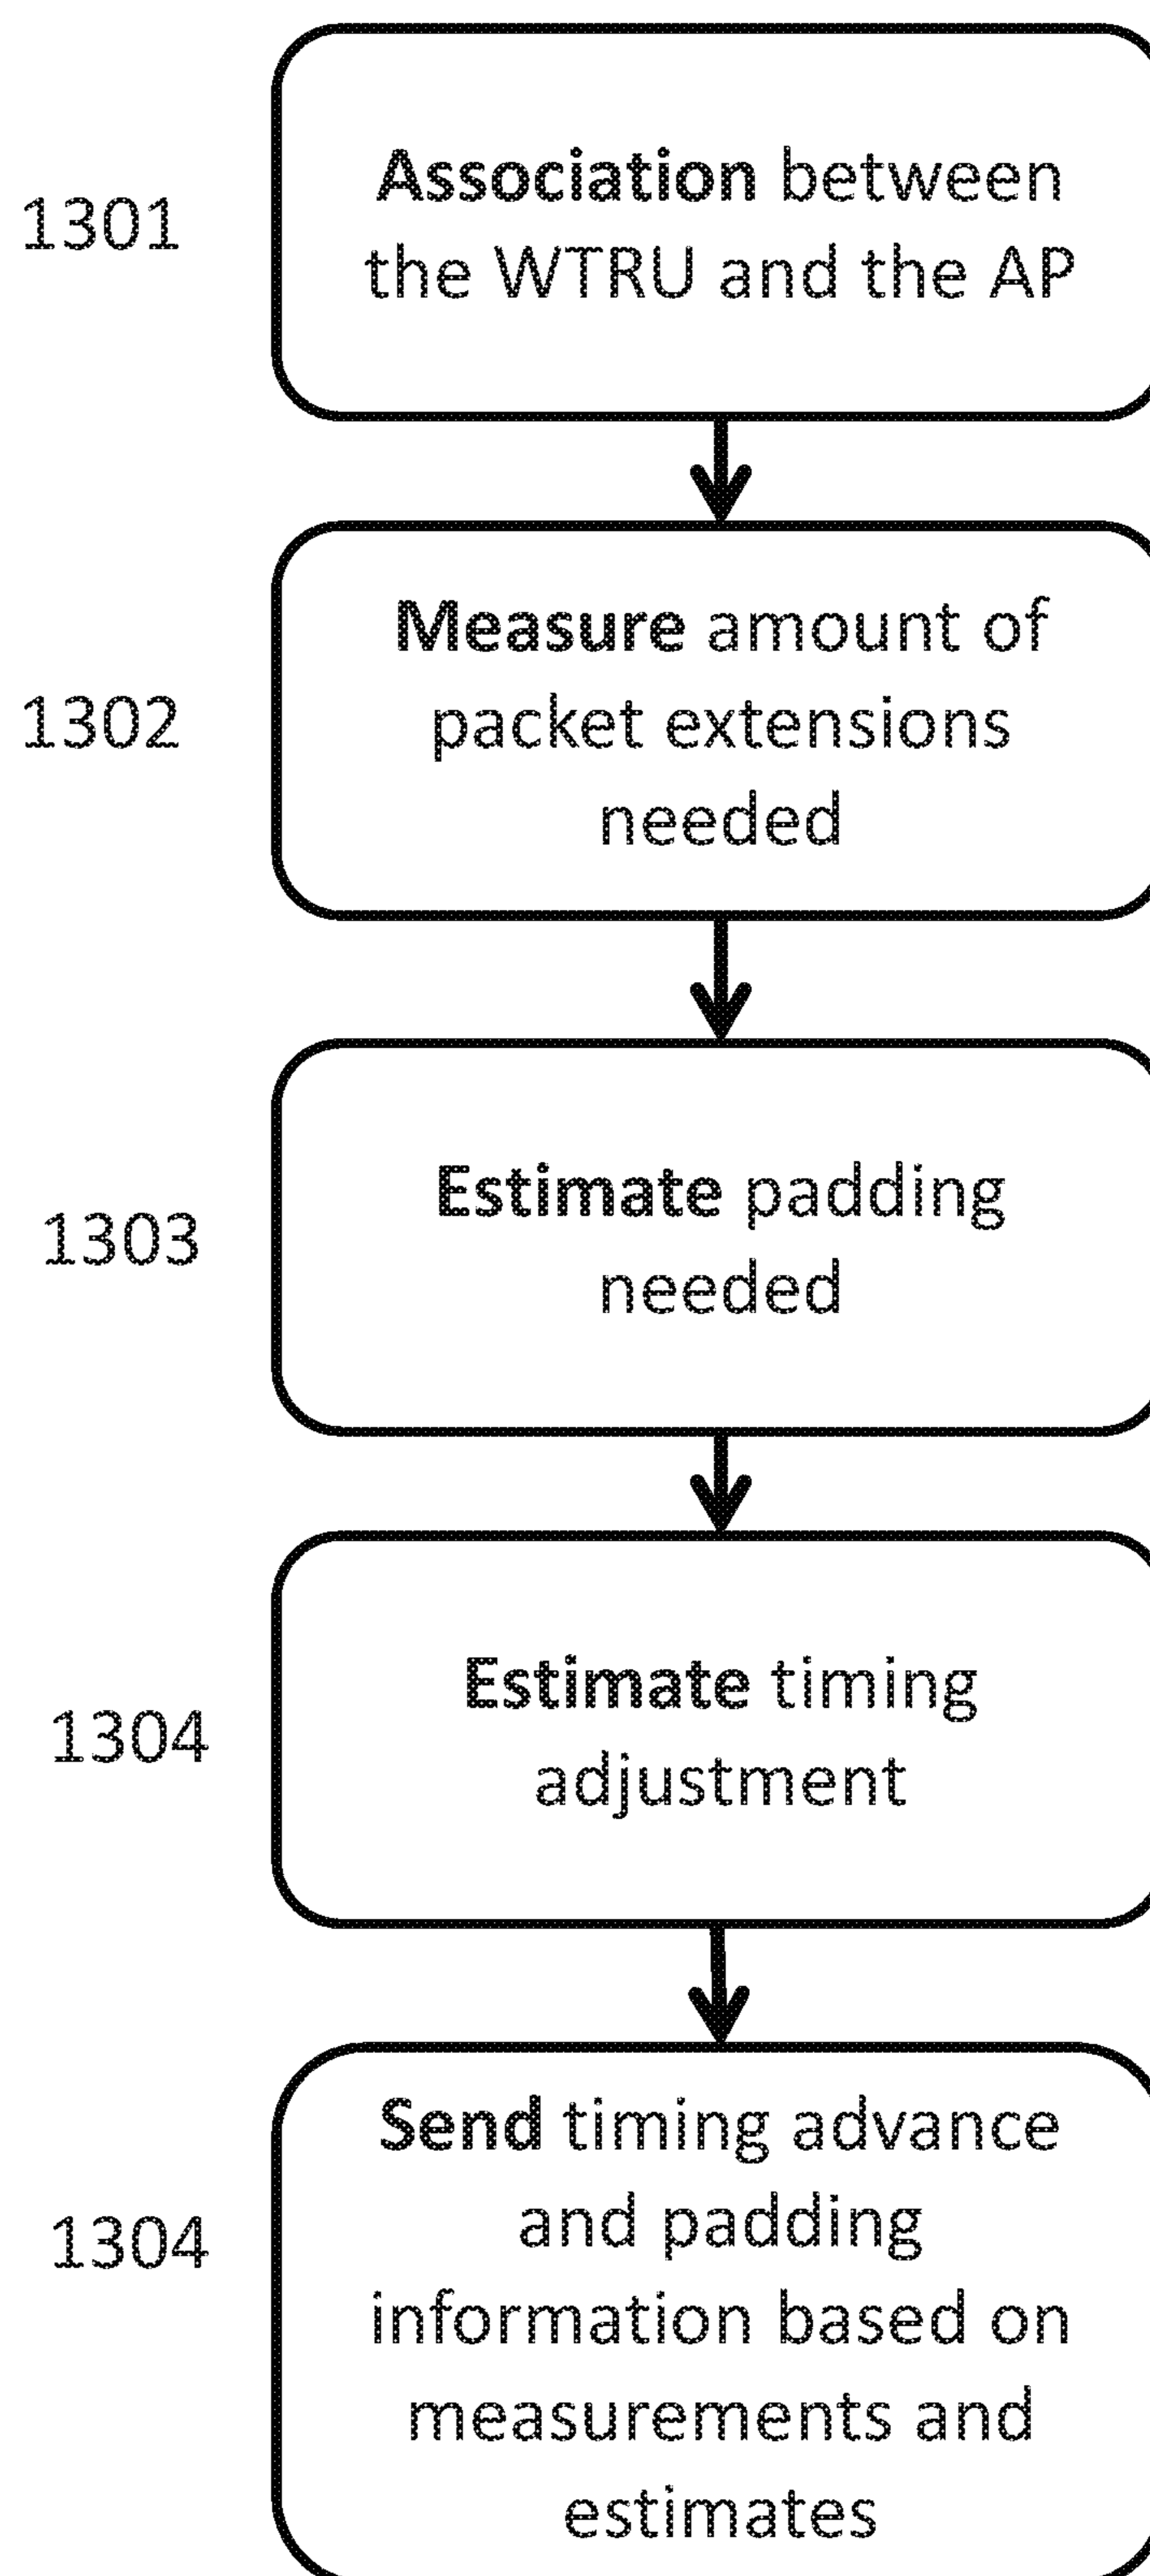 1301
Association between
the WTRU and the AP
1302
Measure amount of
packet extensions
needed
1303
Estimate padding
needed
1304
Estimate timing
adjustment
1304
Send timing advance
and padding
information based on
measurements and
estimates